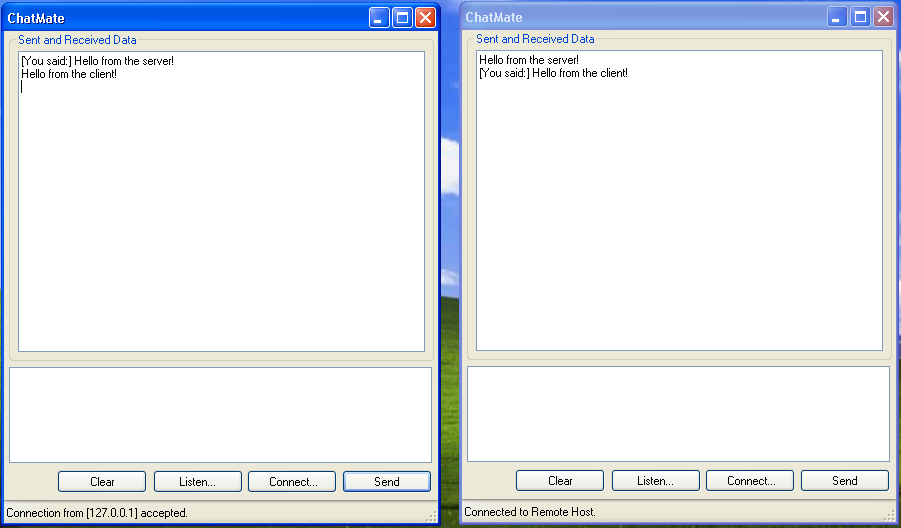 ChatMate
Sent and Received Data
[You said:] Hello from the server!
Hello from the client!
Clear
Listen...
Connect...
Send
Connection from [127.0.0.1] accepted.
ChatMate
Sent and Received Data
Hello from the server!
[You said:] Hello from the client!
Clear
Listen...
Connect...
Send
Connected to Remote Host.